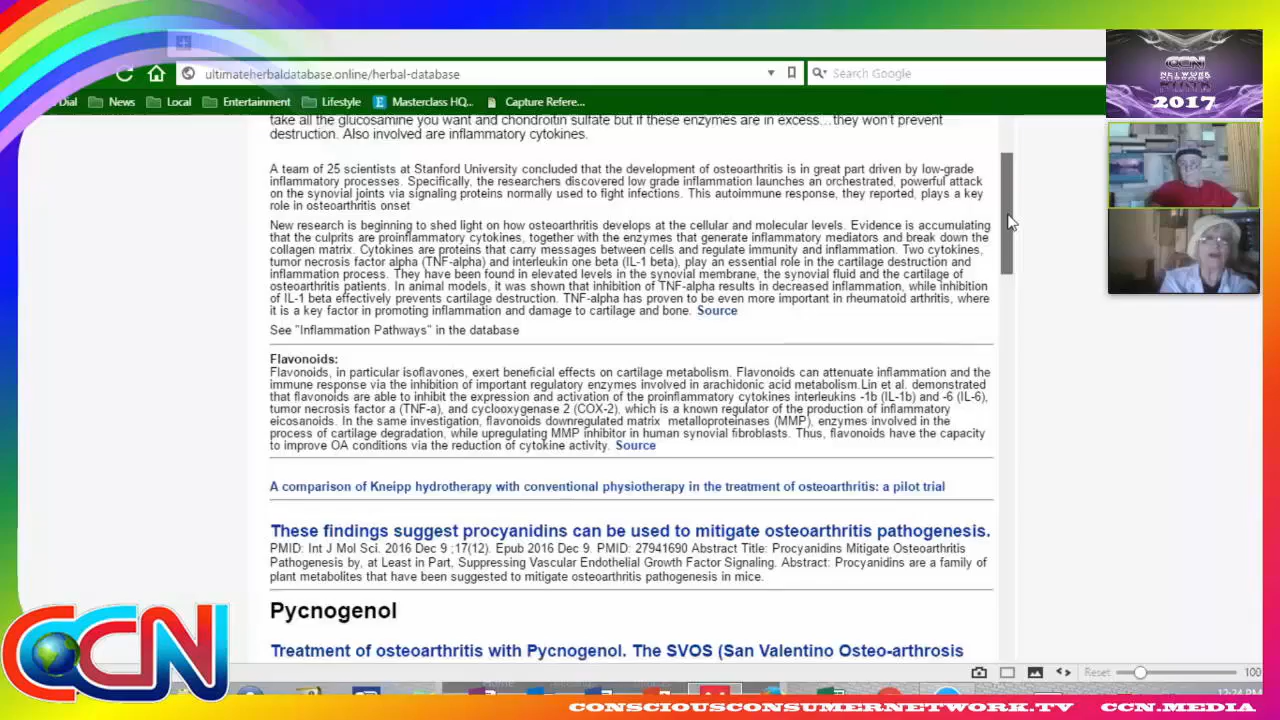 ultimateherbaldatabase.online/herbal-database
Search Google
Dial
News
Local
Entertainment
Lifestyle
Masterclass HQ...
Capture Refere...
take all the glucosamine you want and chondroitin sulfate but if these enzymes are in excess…they won't prevent
destruction. Also involved are inflammatory cytokines.
A team of 25 scientists at Stanford University concluded that the development of osteoarthritis is in great part driven by low-grade
inflammatory processes. Specifically, the researchers discovered low grade inflammation launches an orchestrated, powerful attack
on the synovial joints via signaling proteins normally used to fight infections. This autoimmune response, they reported, plays a key
role in osteoarthritis onset
New research is beginning to shed light on how osteoarthritis develops at the cellular and molecular levels. Evidence is accumulating
that the culprits are proinflammatory cytokines, together with the enzymes that generate inflammatory mediators and break down the
collagen matrix. Cytokines are proteins that carry messages between cells and regulate immunity and inflammation. Two cytokines,
tumor necrosis factor alpha (TNF-alpha) and interleukin one beta (IL-1 beta), play an essential role in the cartilage destruction and
inflammation process. They have been found in elevated levels in the synovial membrane, the synovial fluid and the cartilage of
osteoarthritis patients. In animal models, it was shown that inhibition of TNF-alpha results in decreased inflammation, while inhibition
of IL-1 beta effectively prevents cartilage destruction. TNF-alpha has proven to be even more important in rheumatoid arthritis, where
it is a key factor in promoting inflammation and damage to cartilage and bone. Source
See "Inflammation Pathways" in the database
Flavonoids:
Flavonoids, in particular isoflavones, exert beneficial effects on cartilage metabolism. Flavonoids can attenuate inflammation and the
immune response via the inhibition of important regulatory enzymes involved in arachidonic acid metabolism.Lin et al. demonstrated
that flavonoids are able to inhibit the expression and activation of the proinflammatory cytokines interleukins -1b (IL-1b) and -6 (IL-6),
tumor necrosis factor a (TNF-a), and cyclooxygenase 2 (COX-2), which is a known regulator of the production of inflammatory
eicosanoids. In the same investigation, flavonoids downregulated matrix metalloproteinases (MMP), enzymes involved in the
process of cartilage degradation, while upregulating MMP inhibitor in human synovial fibroblasts. Thus, flavonoids have the capacity
to improve OA conditions via the reduction of cytokine activity. Source
A comparison of Kneipp hydrotherapy with conventional physiotherapy in the treatment of osteoarthritis: a pilot trial
These findings suggest procyanidins can be used to mitigate osteoarthritis pathogenesis.
PMID: Int J Mol Sci. 2016 Dec 9 ;17(12). Epub 2016 Dec 9. PMID: 27941690 Abstract Title: Procyanidins Mitigate Osteoarthritis
Pathogenesis by, at Least in Part, Suppressing Vascular Endothelial Growth Factor Signaling. Abstract: Procyanidins are a family of
plant metabolites that have been suggested to mitigate osteoarthritis pathogenesis in mice.
Pycnogenol
Treatment of osteoarthritis with Pycnogenol. The SVOS (San Valentino Osteo-arthrosis
Reset
100
12:24 PM
CCN
NETWORK
SUPPORT
2017
CCN
CONSCIOUSCONSUMERNETWORK.TV CCN.MEDIA